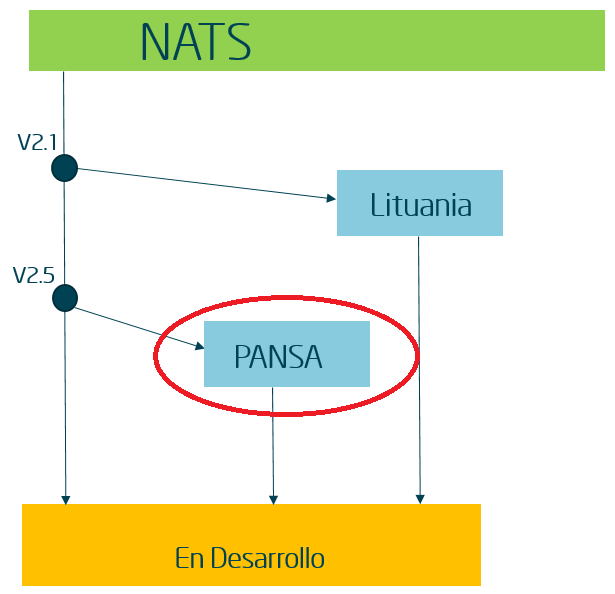 NATS
V2.1
Lituania
V2.5
PANSA
En Desarrollo